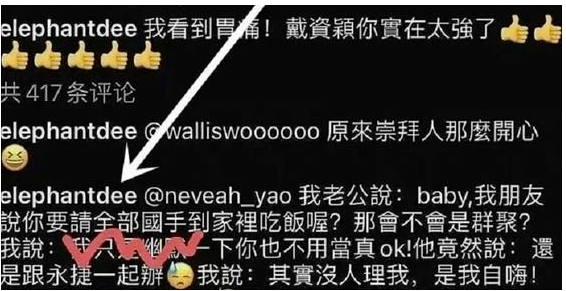 elephantdee 我看到胃痛！戴資穎你實在太強了👍👍
👍👍👍👍👍
共 417 条评论
elephantdee @walliswoooooo 原來崇拜人那麼開心
😆
elephantdee @neveah_yao 我老公說：baby,我朋友
說你要請全部國手到家裡吃飯喔？那會不會是群聚？
我說：我只是幽默一下你也不用當真ok!他竟然說：還
是跟永捷一起辦😓我說：其實沒人理我，是我自嗨！